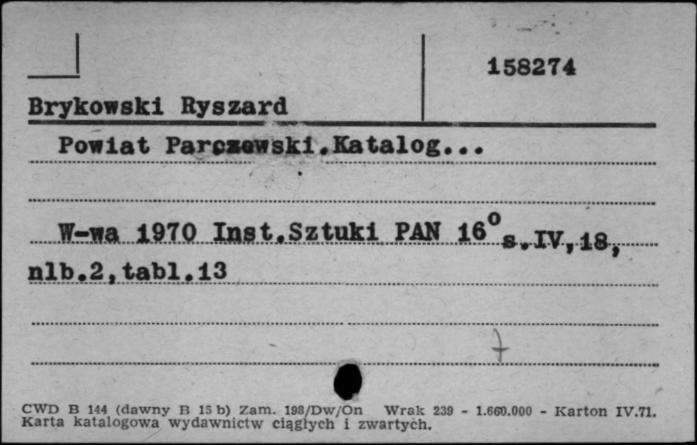 158274
Brykowski Ryszard
Powiat Parczewski.Katalog...
W-wa 1970 Inst.Sztuki PAN 16° s.IV,18,
nlb.2,tabl.13
CWD B 144 (dawny B 15 b) Zam. 198/Dw/On Wrak 239 - 1.660.000 - Karton IV.71.
Karta katalogowa wydawnictw ciągłych i zwartych.